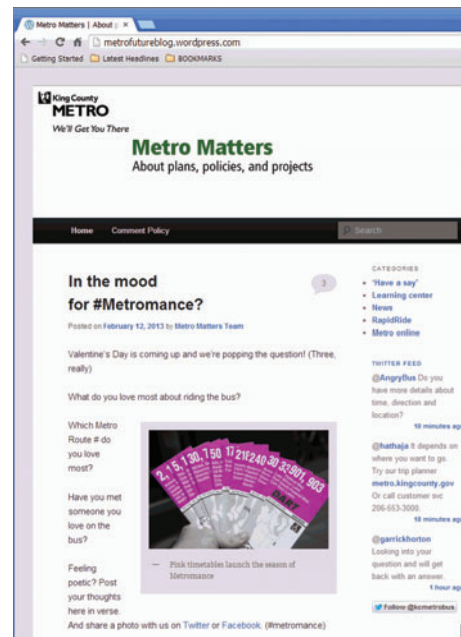 Metro Matters | About p
metrofutureblog.wordpress.com
Getting Started
Latest Headlines
BOOKMARKS
King County
METRO
We'll Get You There
Metro Matters
About plans, policies, and projects
Home
Comment Policy
Search
In the mood
for #Metromance?
3
Posted on February 12, 2013 by Metro Matters Team
Valentine's Day is coming up and we're popping the question! (Three,
really)
What do you love most about riding the bus?
Which Metro
Route # do
you love
most?
Have you met
someone you
love on the
bus?
Feeling
poetic? Post
your thoughts
here in verse.
DART
— Pink timetables launch the season of
Metromance
And share a photo with us on Twitter or Facebook. (#metromance)
CATEGORIES
'Have a say'
Learning center
News
RapidRide
Metro online
TWITTER FEED
@AngryBus Do you
have more details about
time, direction and
location?
10 minutes ago
@hathaja It depends on
where you want to go.
Try our trip planner
metro.kingcounty.gov
Or call customer svc
206-553-3000.
18 minutes ago
@garrickhorton
Looking into your
question and will get
back with an answer.
1 hour ago
Follow @kcmetrobus